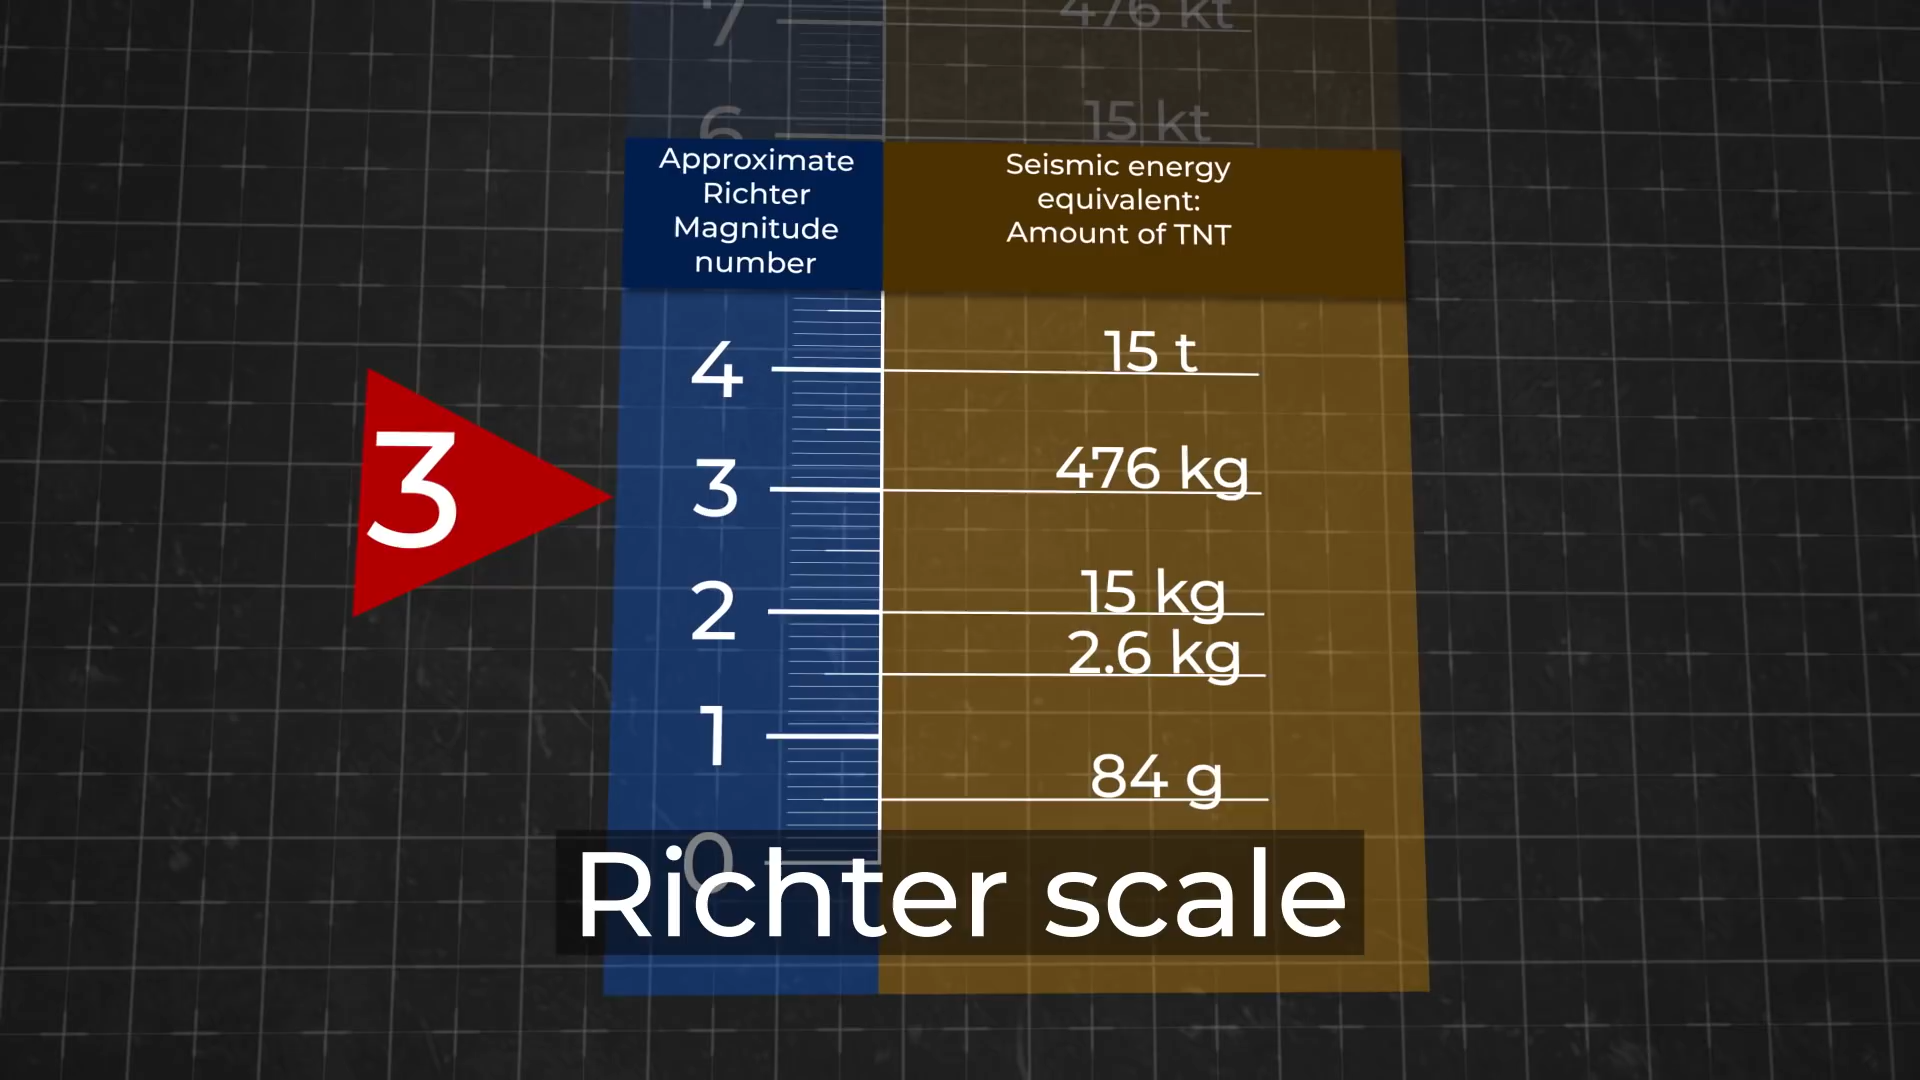 7
476 kt
6
15 kt
Approximate
Richter
Magnitude
number
Seismic energy
equivalent:
Amount of TNT
4
15 t
3
3
476 kg
2
15 kg
2.6 kg
1
84 g
0
Richter scale